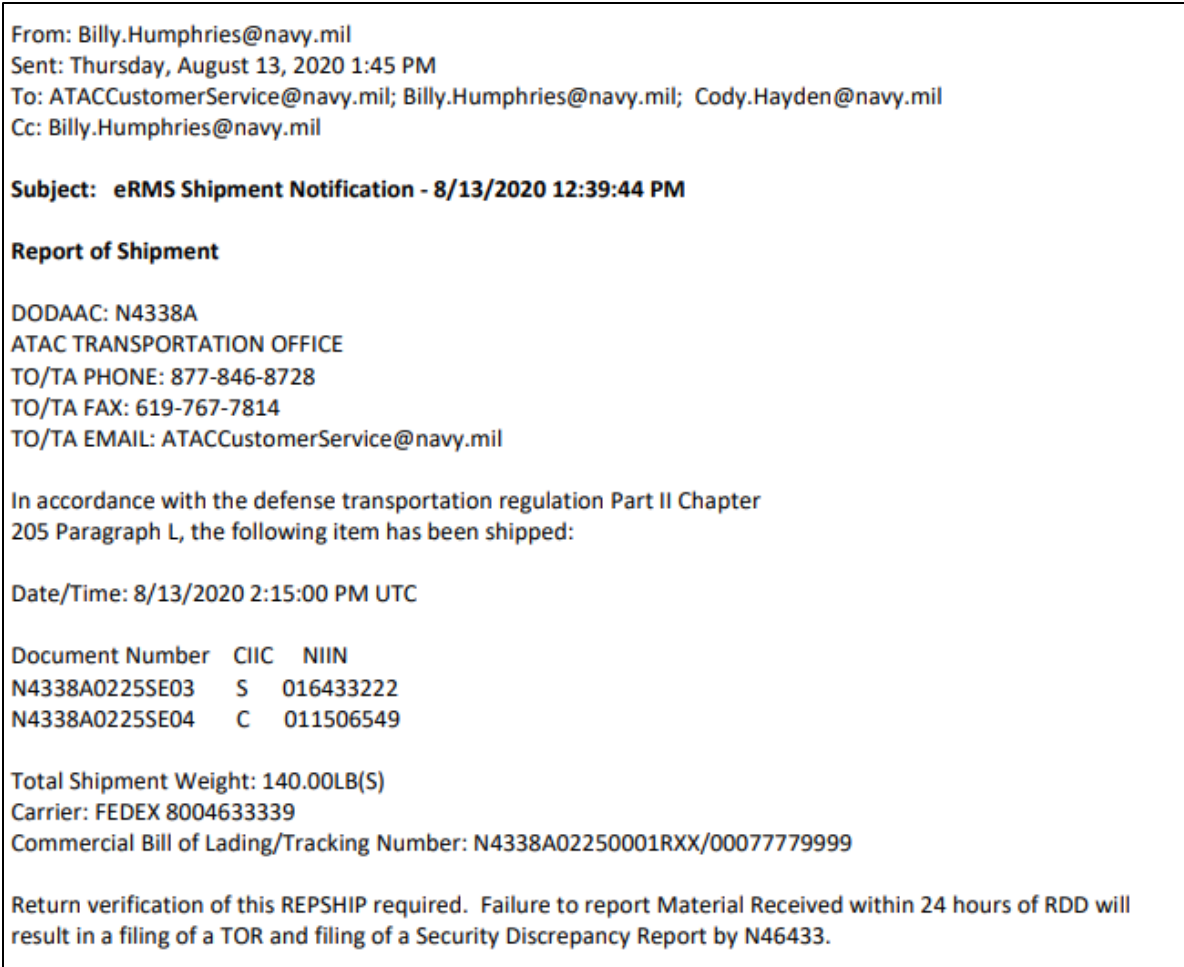 From: Billy.Humphries@navy.mil
Sent: Thursday, August 13, 2020 1:45 PM
To: ATACCustomerService@navy.mil; Billy.Humphries@navy.mil;  Cody.Hayden@navy.mil
Cc: Billy.Humphries@navy.mil
Subject:   eRMS Shipment Notification - 8/13/2020 12:39:44 PM
Report of Shipment
DODAAC: N4338A
ATAC TRANSPORTATION OFFICE
TO/TA PHONE: 877-846-8728
TO/TA FAX: 619-767-7814
TO/TA EMAIL: ATACCustomerService@navy.mil
In accordance with the defense transportation regulation Part II Chapter
205 Paragraph L, the following item has been shipped:
Date/Time: 8/13/2020 2:15:00 PM UTC
Document Number    CIIC    NIIN
N4338A0225SE03    S    016433222
N4338A0225SE04    C    011506549
Total Shipment Weight: 140.00LB(S)
Carrier: FEDEX 8004633339
Commercial Bill of Lading/Tracking Number: N4338A02250001RXX/00077779999
Return verification of this REPSHIP required.  Failure to report Material Received within 24 hours of RDD will
result in a filing of a TOR and filing of a Security Discrepancy Report by N46433.